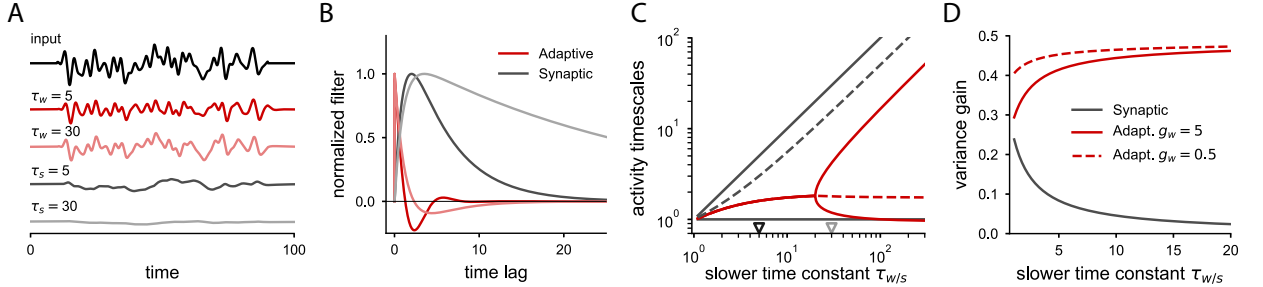 A
input
τw = 5
τw = 30
τs = 5
τs = 30
0
100
time
B
normalized filter
1.0
0.5
0.0
Adaptive
Synaptic
0
10
20
time lag
C
activity timescales
10²
10¹
10⁰
10⁰
10¹
10²
slower time constant τw/s
D
variance gain
0.5
0.4
0.3
0.2
0.1
0.0
Synaptic
Adapt. gw = 5
Adapt. gw = 0.5
5
10
15
20
slower time constant τw/s